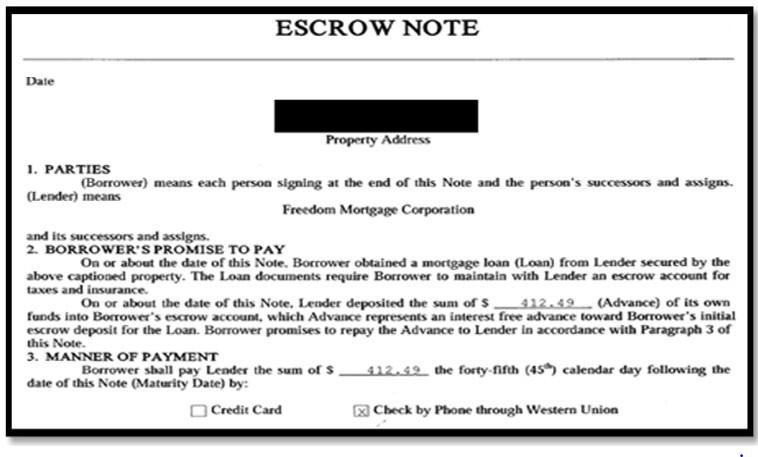 ESCROW NOTE
Date
Property Address
1. PARTIES
(Borrower) means each person signing at the end of this Note and the person's successors and assigns.
(Lender) means
Freedom Mortgage Corporation
and its successors and assigns.
2. BORROWER'S PROMISE TO PAY
On or about the date of this Note, Borrower obtained a mortgage loan (Loan) from Lender secured by the
above captioned property. The Loan documents require Borrower to maintain with Lender an escrow account for
taxes and insurance.
On or about the date of this Note, Lender deposited the sum of $ 412.49 (Advance) of its own
funds into Borrower's escrow account, which Advance represents an interest free advance toward Borrower's initial
escrow deposit for the Loan. Borrower promises to repay the Advance to Lender in accordance with Paragraph 3 of
this Note.
3. MANNER OF PAYMENT
Borrower shall pay Lender the sum of $ 412.49 the forty-fifth (45th) calendar day following the
date of this Note (Maturity Date) by:
☐ Credit Card ☒ Check by Phone through Western Union